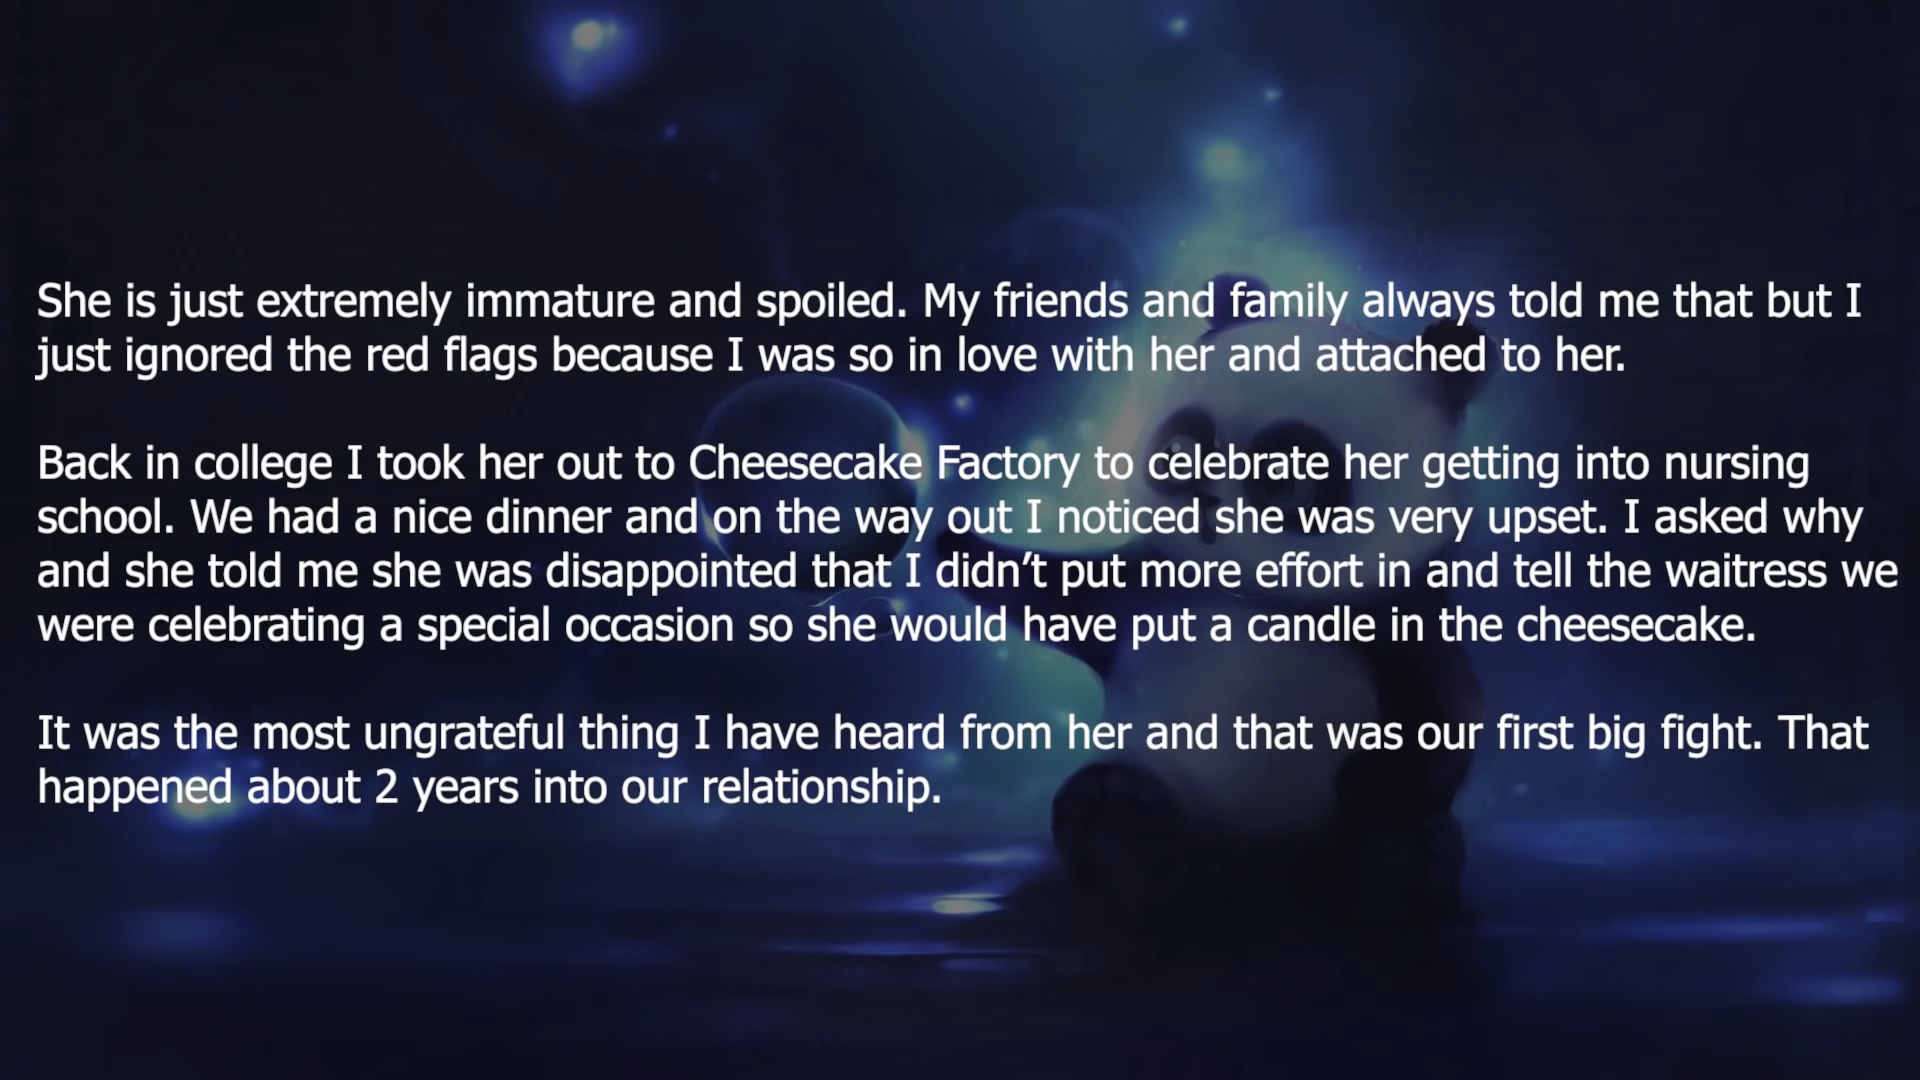 She is just extremely immature and spoiled. My friends and family always told me that but I
just ignored the red flags because I was so in love with her and attached to her.
Back in college I took her out to Cheesecake Factory to celebrate her getting into nursing
school. We had a nice dinner and on the way out I noticed she was very upset. I asked why
and she told me she was disappointed that I didn’t put more effort in and tell the waitress we
were celebrating a special occasion so she would have put a candle in the cheesecake.
It was the most ungrateful thing I have heard from her and that was our first big fight. That
happened about 2 years into our relationship.